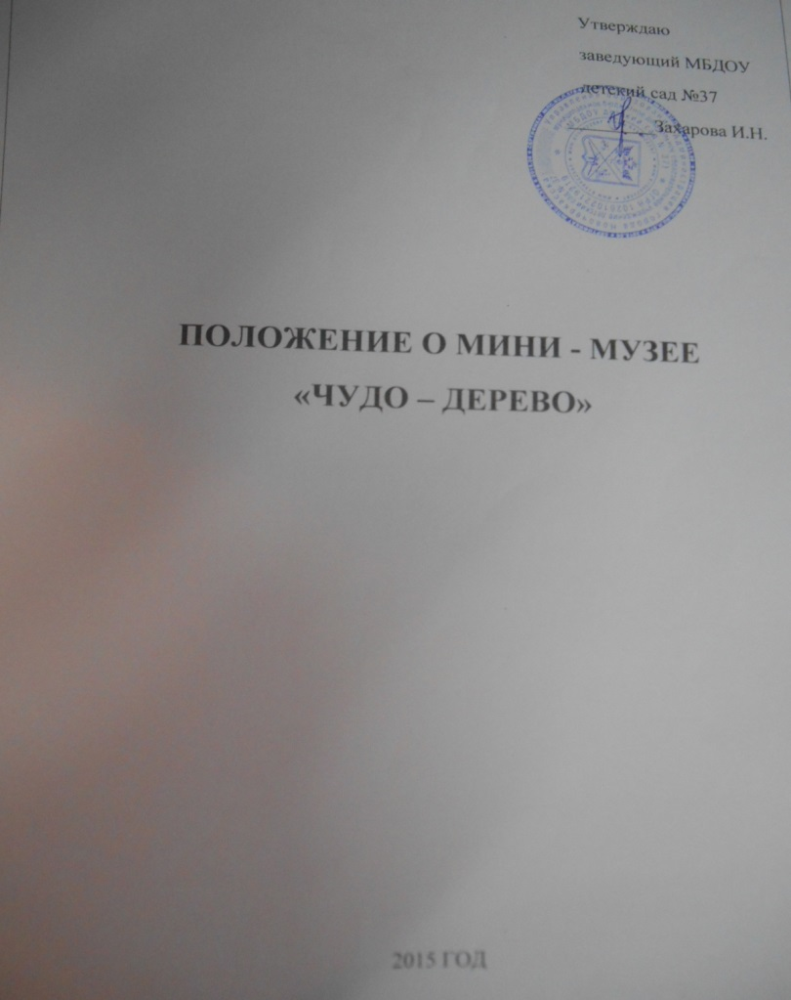 Утверждаю
заведующий МБДОУ
детский сад №37
Захарова И.Н.
ПОЛОЖЕНИЕ О МИНИ - МУЗЕЕ
«ЧУДО – ДЕРЕВО»
2015 ГОД